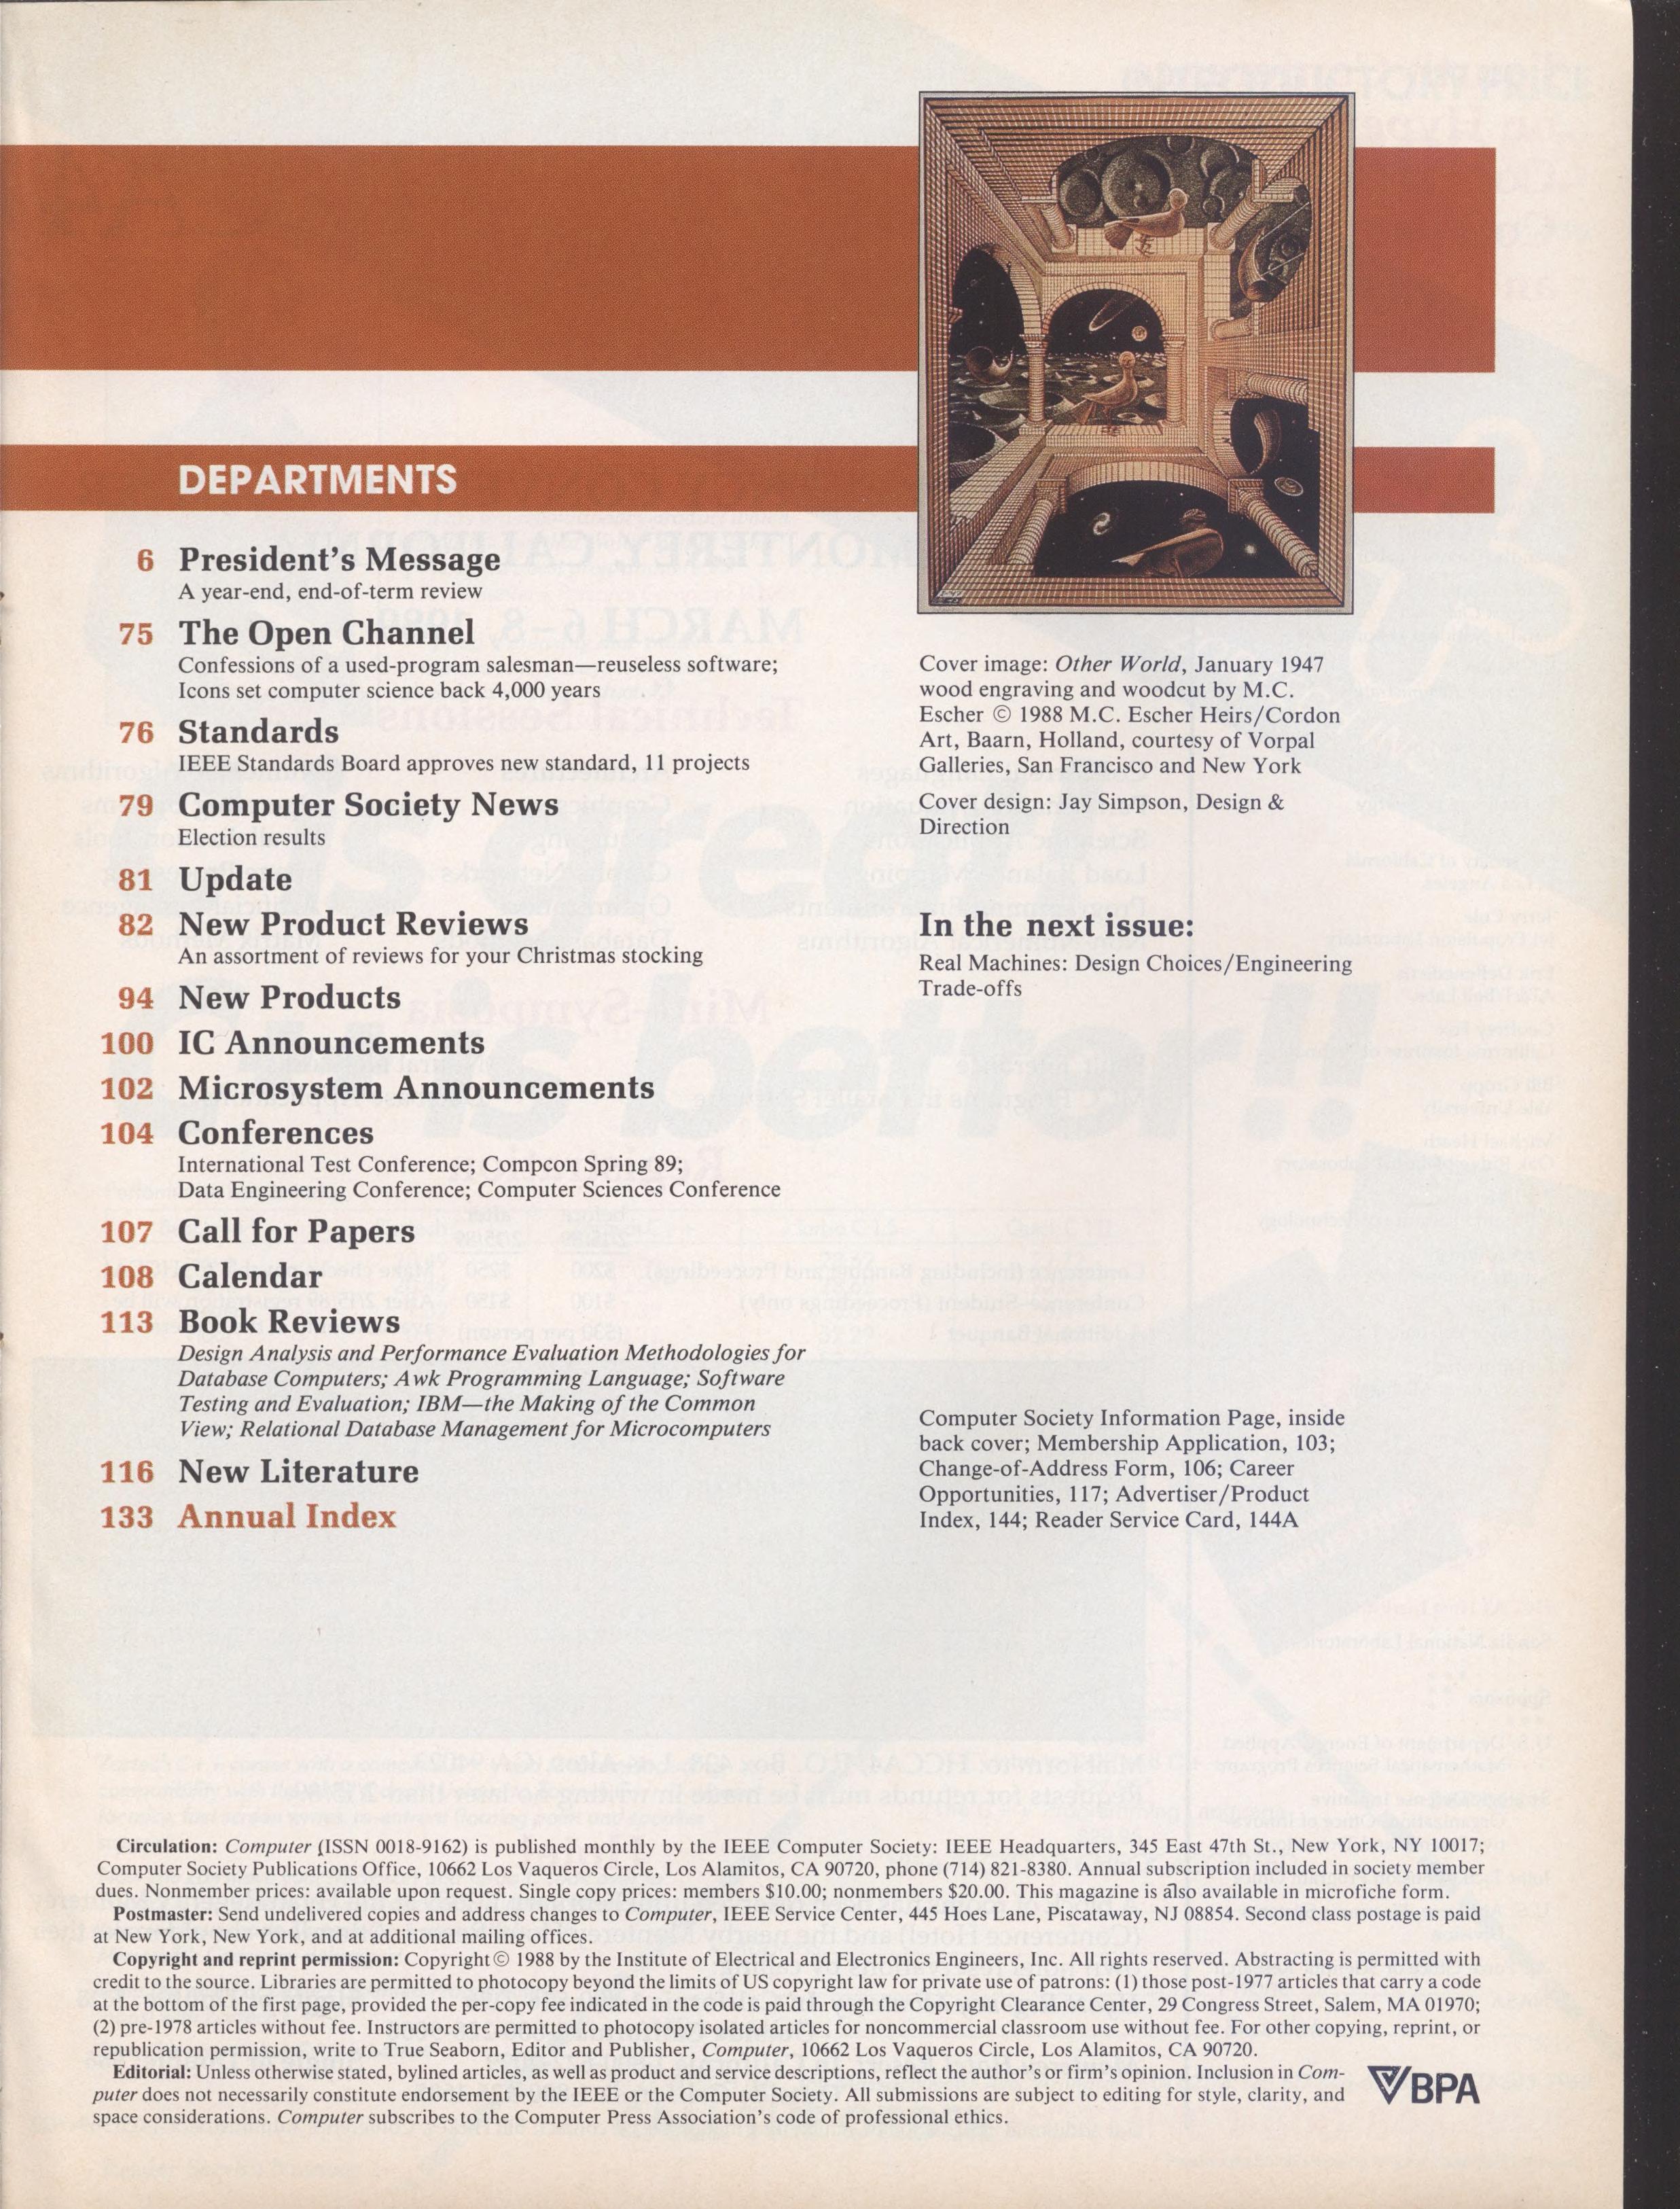 DEPARTMENTS
6 President's Message
A year-end, end-of-term review
75 The Open Channel
Confessions of a used-program salesman—reuseless software;
Icons set computer science back 4,000 years
76 Standards
IEEE Standards Board approves new standard, 11 projects
79 Computer Society News
Election results
81 Update
82 New Product Reviews
An assortment of reviews for your Christmas stocking
94 New Products
100 IC Announcements
102 Microsystem Announcements
104 Conferences
International Test Conference; Compcon Spring 89;
Data Engineering Conference; Computer Sciences Conference
107 Call for Papers
108 Calendar
113 Book Reviews
Design Analysis and Performance Evaluation Methodologies for
Database Computers; Awk Programming Language; Software
Testing and Evaluation; IBM—the Making of the Common
View; Relational Database Management for Microcomputers
116 New Literature
133 Annual Index
Cover image: Other World, January 1947
wood engraving and woodcut by M.C.
Escher © 1988 M.C. Escher Heirs/Cordon
Art, Baarn, Holland, courtesy of Vorpal
Galleries, San Francisco and New York
Cover design: Jay Simpson, Design &
Direction
In the next issue:
Real Machines: Design Choices/Engineering
Trade-offs
Computer Society Information Page, inside
back cover; Membership Application, 103;
Change-of-Address Form, 106; Career
Opportunities, 117; Advertiser/Product
Index, 144; Reader Service Card, 144A
Circulation: Computer (ISSN 0018-9162) is published monthly by the IEEE Computer Society: IEEE Headquarters, 345 East 47th St., New York, NY 10017;
Computer Society Publications Office, 10662 Los Vaqueros Circle, Los Alamitos, CA 90720, phone (714) 821-8380. Annual subscription included in society member
dues. Nonmember prices: available upon request. Single copy prices: members $10.00; nonmembers $20.00. This magazine is also available in microfiche form.
Postmaster: Send undelivered copies and address changes to Computer, IEEE Service Center, 445 Hoes Lane, Piscataway, NJ 08854. Second class postage is paid
at New York, New York, and at additional mailing offices.
Copyright and reprint permission: Copyright © 1988 by the Institute of Electrical and Electronics Engineers, Inc. All rights reserved. Abstracting is permitted with
credit to the source. Libraries are permitted to photocopy beyond the limits of US copyright law for private use of patrons: (1) those post-1977 articles that carry a code
at the bottom of the first page, provided the per-copy fee indicated in the code is paid through the Copyright Clearance Center, 29 Congress Street, Salem, MA 01970;
(2) pre-1978 articles without fee. Instructors are permitted to photocopy isolated articles for noncommercial classroom use without fee. For other copying, reprint, or
republication permission, write to True Seaborn, Editor and Publisher, Computer, 10662 Los Vaqueros Circle, Los Alamitos, CA 90720.
Editorial: Unless otherwise stated, bylined articles, as well as product and service descriptions, reflect the author's or firm's opinion. Inclusion in Com-
puter does not necessarily constitute endorsement by the IEEE or the Computer Society. All submissions are subject to editing for style, clarity, and
space considerations. Computer subscribes to the Computer Press Association's code of professional ethics.
BPA